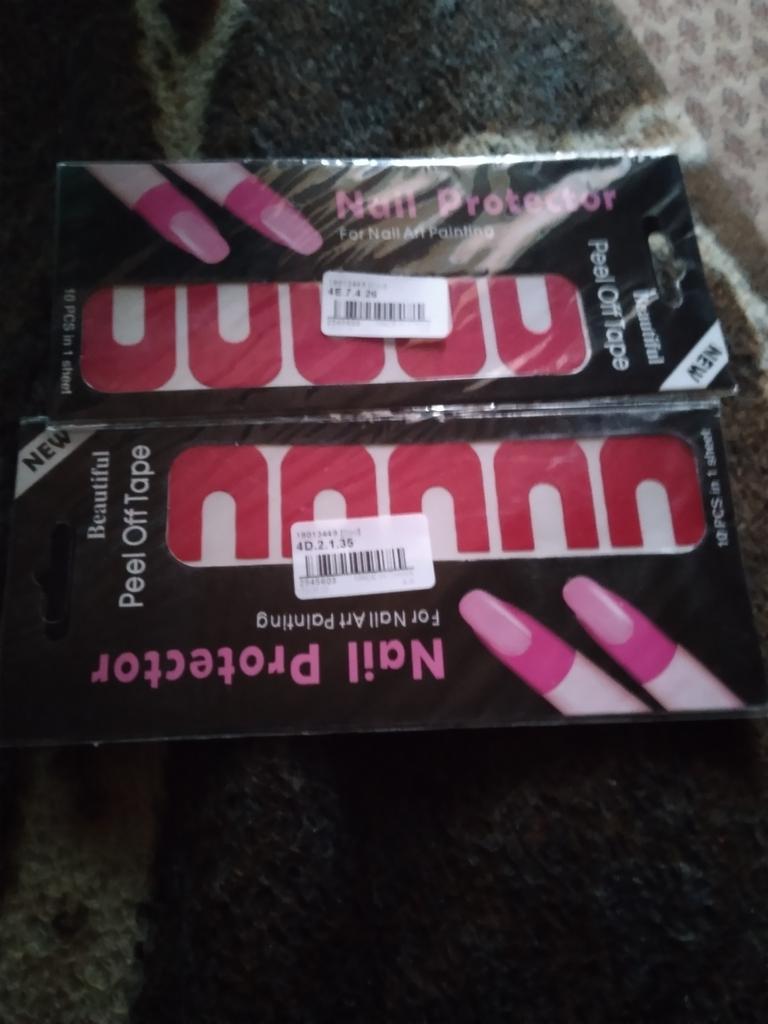 Nail Protector
For Nail Art Painting
Peel Off Tape
Beautiful
NEW
10 PCS in 1 sheet
4E.7.4.26
NEW
Beautiful
Peel Off Tape
10 PCS in 1 sheet
4D.2.1.35
2545603
For Nail Art Painting
Nail Protector